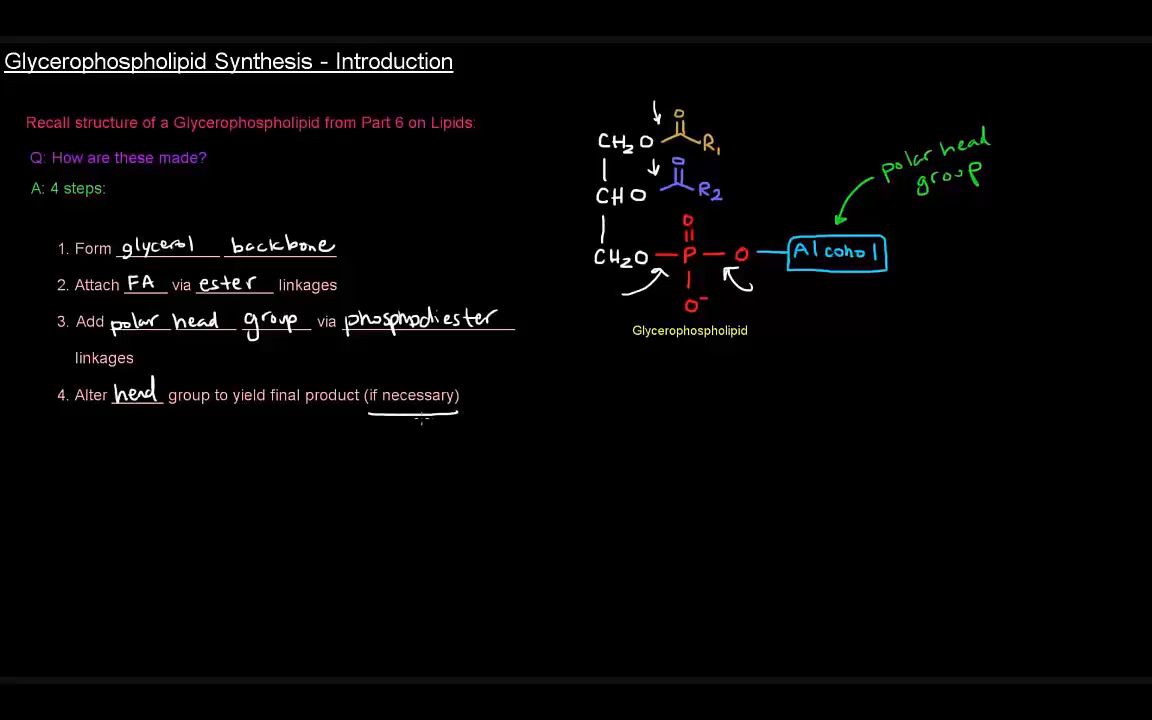 Glycerophospholipid Synthesis - Introduction
Recall structure of a Glycerophospholipid from Part 6 on Lipids:
Q: How are these made?
A: 4 steps:
1. Form glycerol backbone
2. Attach FA via ester linkages
3. Add polar head group via phosphodiester
linkages
4. Alter head group to yield final product (if necessary)
O
CH₂O R₁
O
CHO R₂
O
CH₂O P O Alcohol
O⁻
polar head
group
Glycerophospholipid